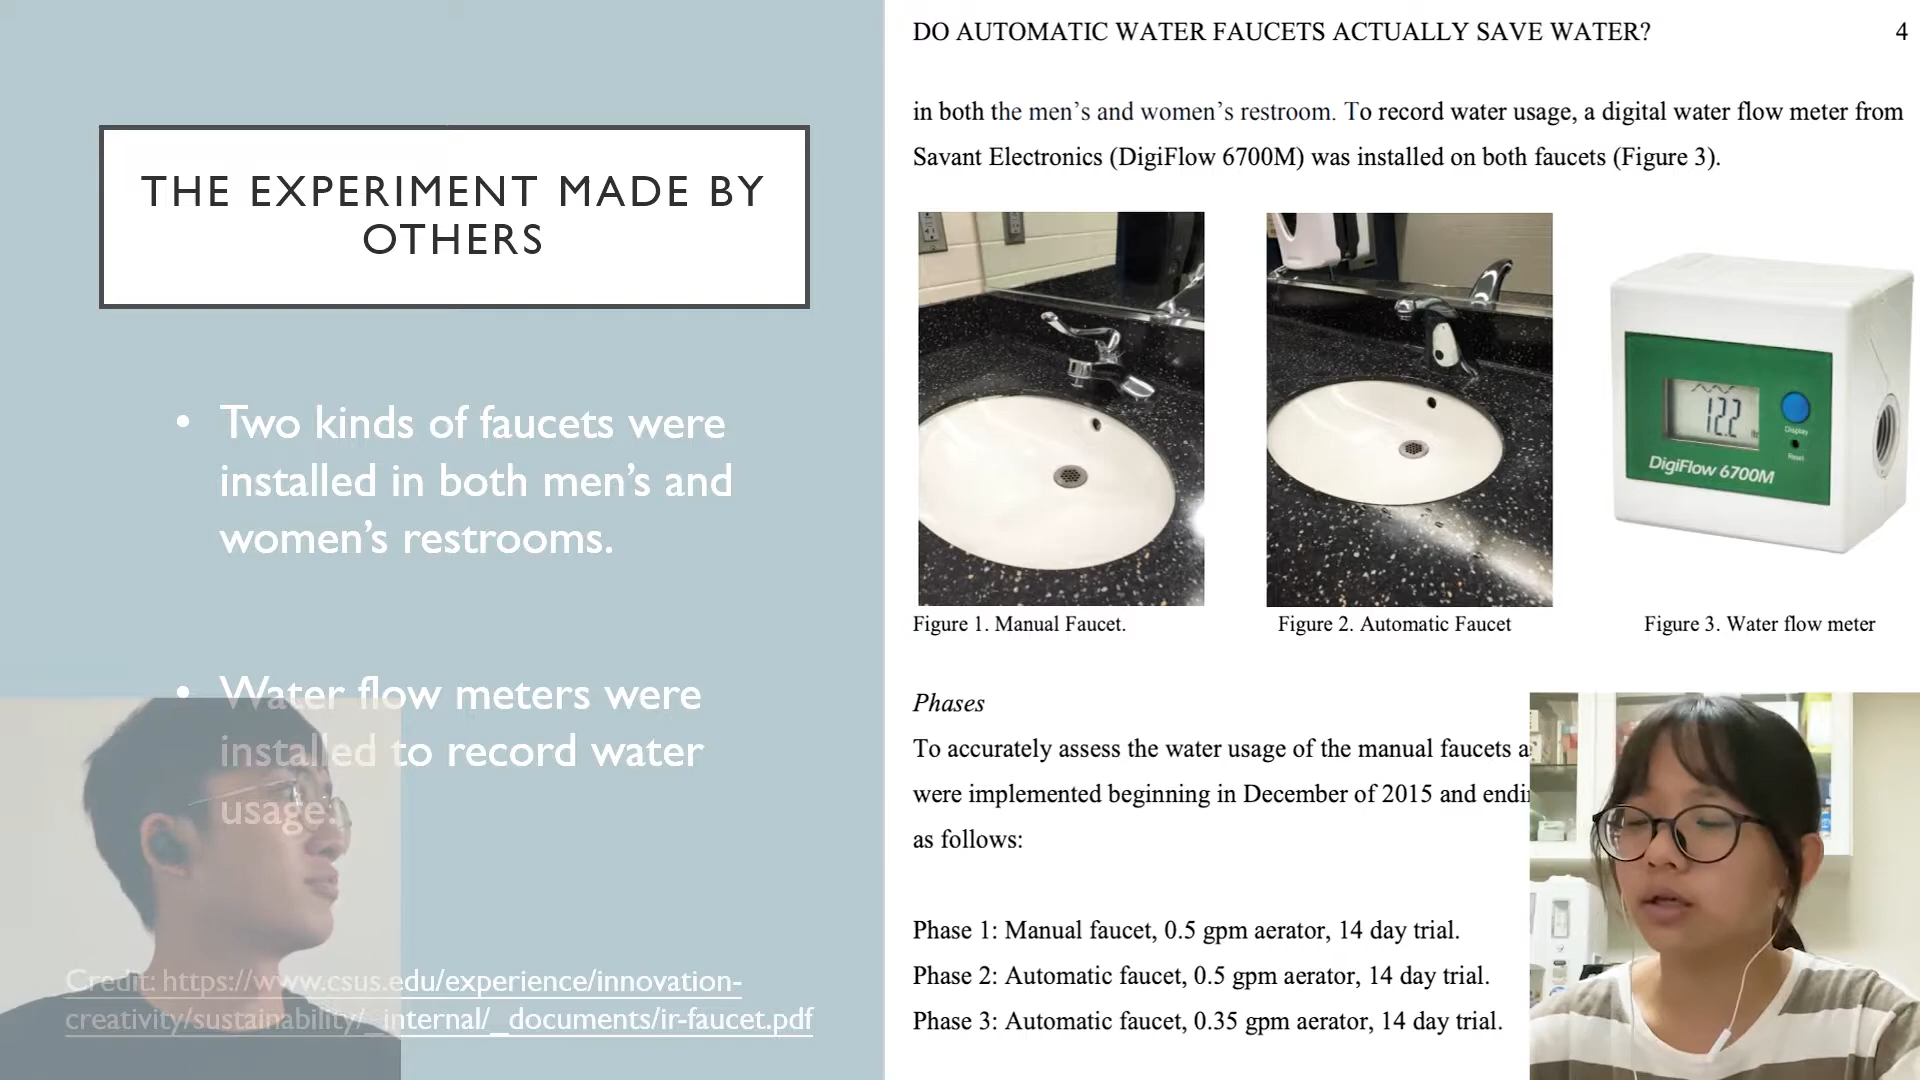 THE EXPERIMENT MADE BY
OTHERS
• Two kinds of faucets were
installed in both men’s and
women’s restrooms.
• Water flow meters were
installed to record water
usage.
Credit: https://www.csus.edu/experience/innovation-
creativity/sustainability/_internal/_documents/ir-faucet.pdf
DO AUTOMATIC WATER FAUCETS ACTUALLY SAVE WATER?
4
in both the men’s and women’s restroom. To record water usage, a digital water flow meter from
Savant Electronics (DigiFlow 6700M) was installed on both faucets (Figure 3).
12.2
Display
Reset
DigiFlow 6700M
Figure 1. Manual Faucet.
Figure 2. Automatic Faucet
Figure 3. Water flow meter
Phases
To accurately assess the water usage of the manual faucets
were implemented beginning in December of 2015 and
as follows:
Phase 1: Manual faucet, 0.5 gpm aerator, 14 day trial.
Phase 2: Automatic faucet, 0.5 gpm aerator, 14 day trial.
Phase 3: Automatic faucet, 0.35 gpm aerator, 14 day trial.